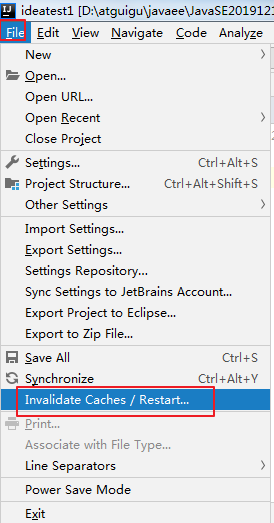 IJ ideatest1 [D:\atguigu\javaee\JavaSE2019121
File Edit View Navigate Code Analyze
New
Open...
Open URL...
Open Recent
Close Project
Settings... Ctrl+Alt+S
Project Structure... Ctrl+Alt+Shift+S
Other Settings
Import Settings...
Export Settings...
Settings Repository...
Sync Settings to JetBrains Account...
Export Project to Eclipse...
Export to Zip File...
Save All Ctrl+S
Synchronize Ctrl+Alt+Y
Invalidate Caches / Restart...
Print...
Associate with File Type...
Line Separators
Power Save Mode
Exit